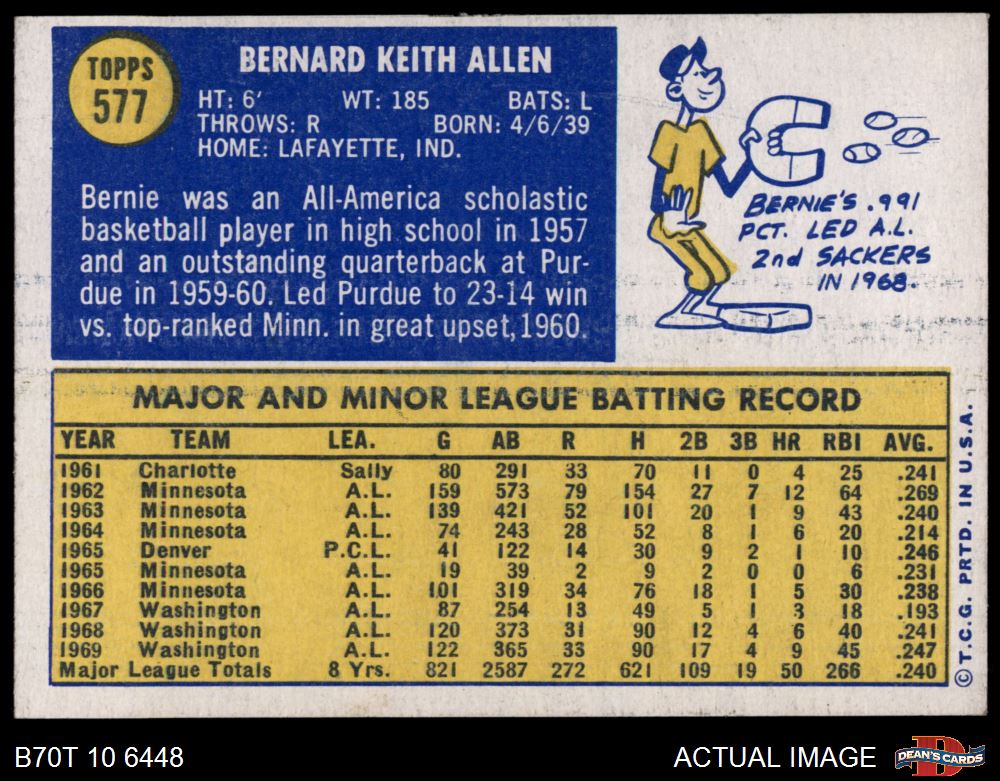 TOPPS
577
BERNARD KEITH ALLEN
HT: 6' WT: 185 BATS: L
THROWS: R BORN: 4/6/39
HOME: LAFAYETTE, IND.
Bernie was an All-America scholastic
basketball player in high school in 1957
and an outstanding quarterback at Pur-
due in 1959-60. Led Purdue to 23-14 win
vs. top-ranked Minn. in great upset, 1960.
BERNIE'S .991
PCT. LED A.L.
2nd SACKERS
IN 1968.
MAJOR AND MINOR LEAGUE BATTING RECORD
YEAR TEAM LEA. G AB R H 2B 3B HR RBI AVG.
1961 Charlotte Sally 80 291 33 70 11 0 4 25 .241
1962 Minnesota A.L. 159 573 79 154 27 7 12 64 .269
1963 Minnesota A.L. 139 421 52 101 20 1 9 43 .240
1964 Minnesota A.L. 74 243 28 52 8 1 6 20 .214
1965 Denver P.C.L. 41 122 14 30 9 2 1 10 .246
1965 Minnesota A.L. 19 39 2 9 2 0 0 6 .231
1966 Minnesota A.L. 101 319 34 76 18 1 5 30 .238
1967 Washington A.L. 87 254 13 49 5 1 3 18 .193
1968 Washington A.L. 120 373 31 90 12 4 6 40 .241
1969 Washington A.L. 122 365 33 90 17 4 9 45 .247
Major League Totals 8 Yrs. 821 2587 272 621 109 19 50 266 .240
© T.C.G. PRTD. IN U.S.A.
B70T 10 6448
ACTUAL IMAGE
D
DEAN'S CARDS